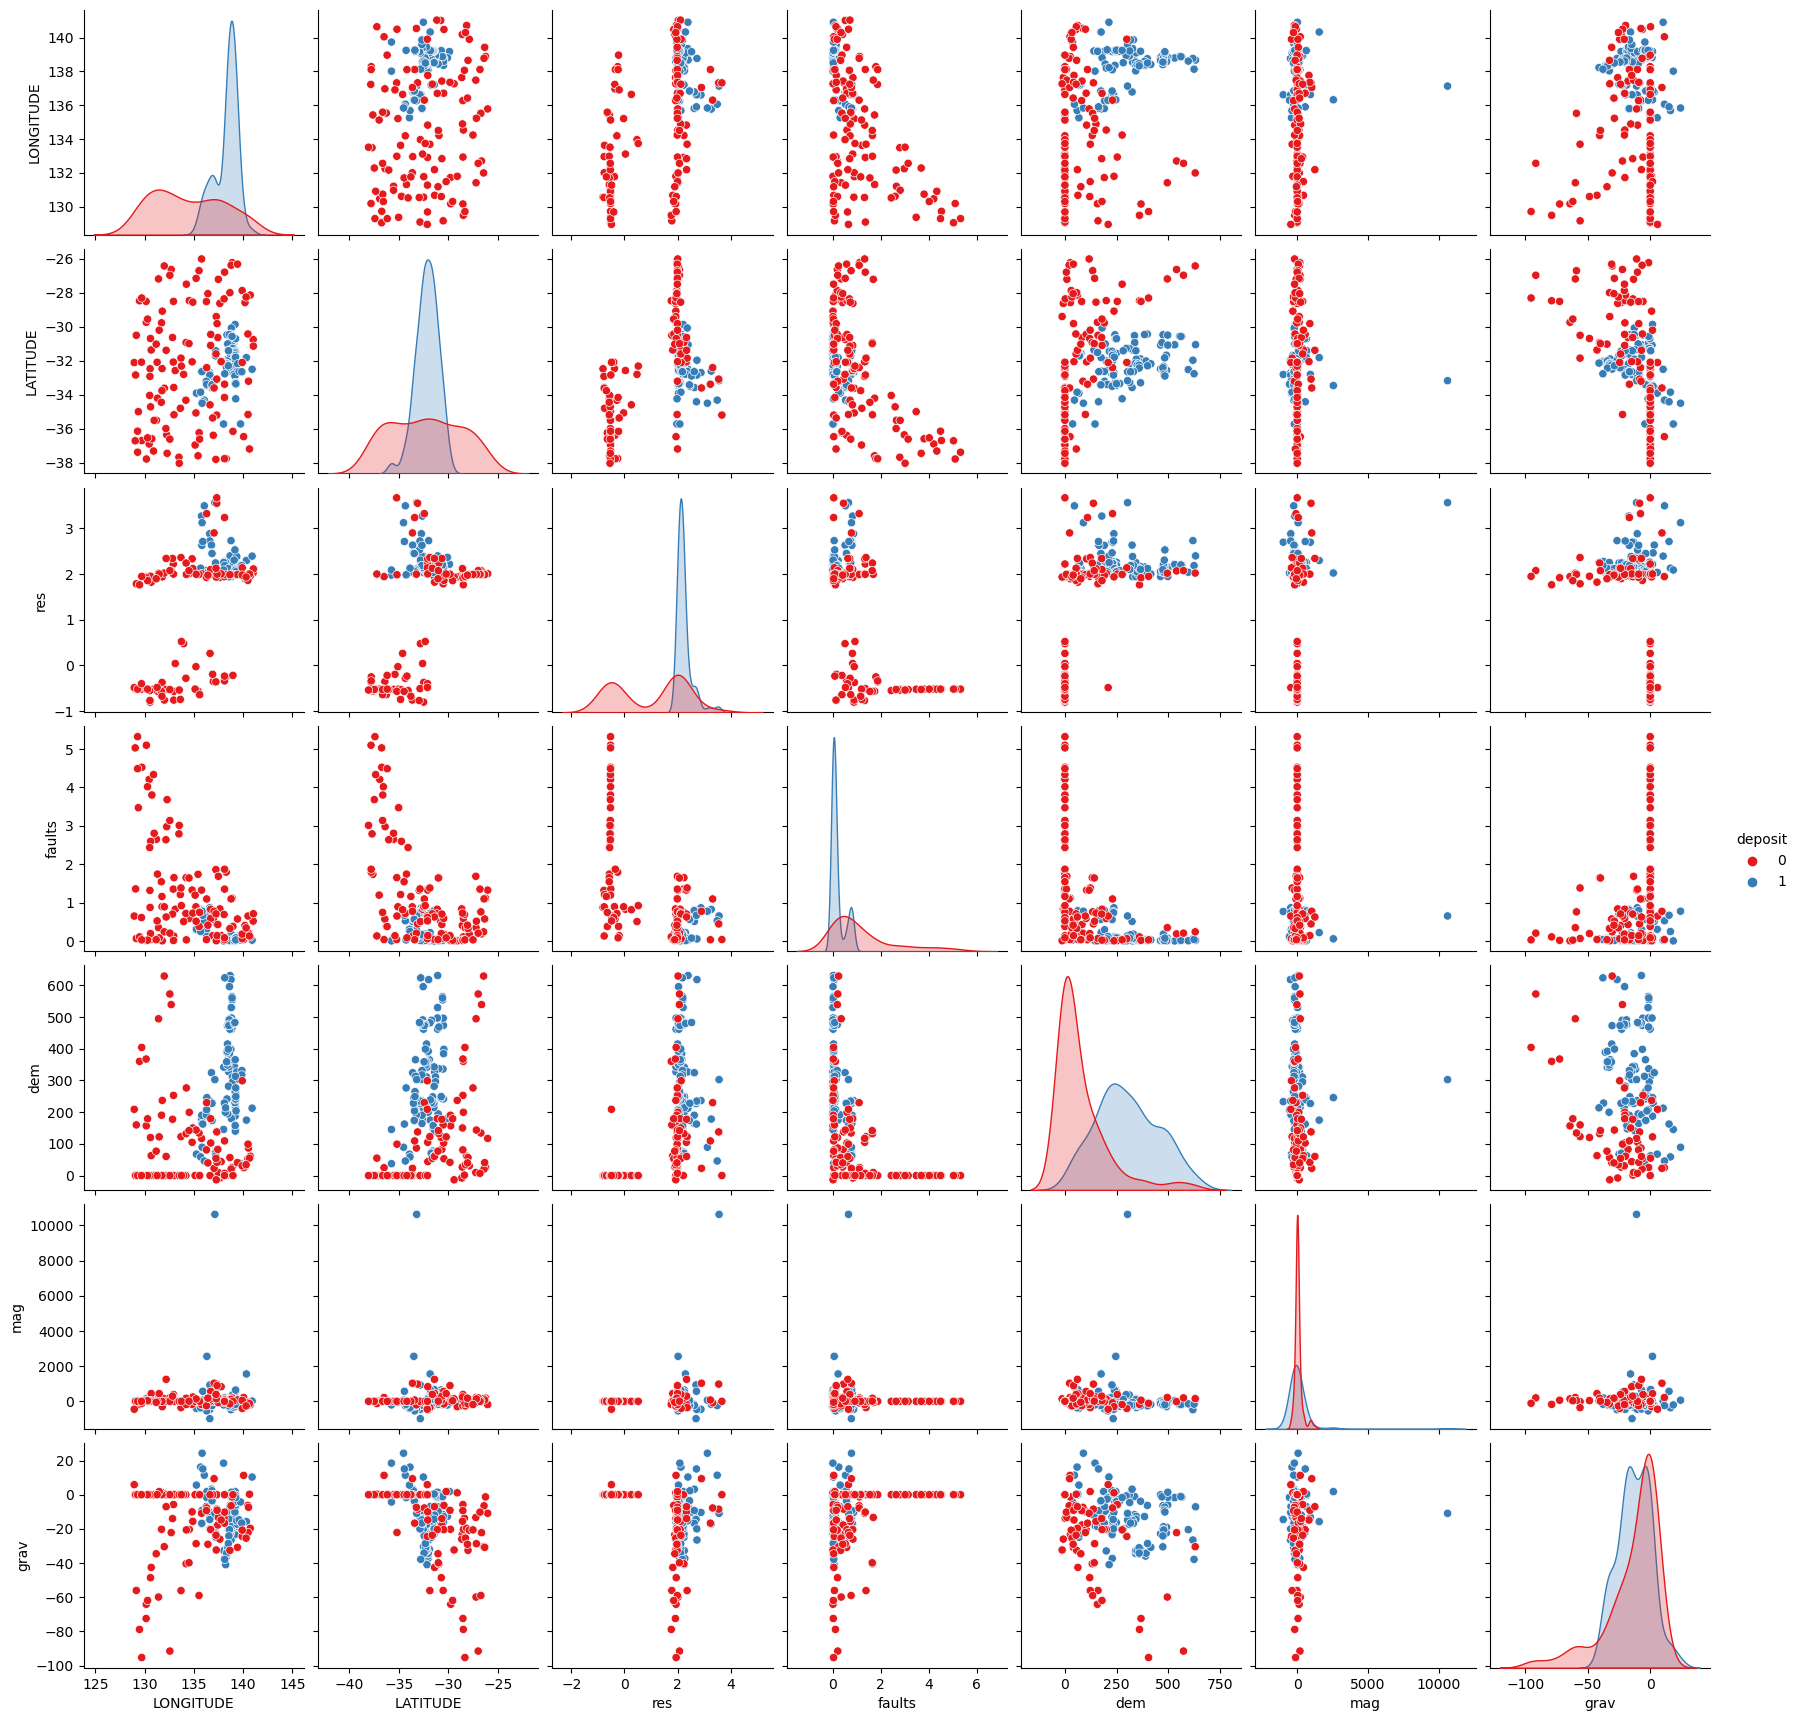 140
138
136
134
132
130
LONGITUDE
−26
−28
−30
−32
−34
−36
−38
LATITUDE
3
2
1
0
−1
res
5
4
3
2
1
0
faults
deposit
0
1
600
500
400
300
200
100
0
dem
10000
8000
6000
4000
2000
0
mag
20
0
−20
−40
−60
−80
−100
grav
125 130 135 140 145
−40 −35 −30 −25
−2 0 2 4
0 2 4 6
0 250 500 750
0 5000 10000
−100 −50 0
LONGITUDE
LATITUDE
res
faults
dem
mag
grav